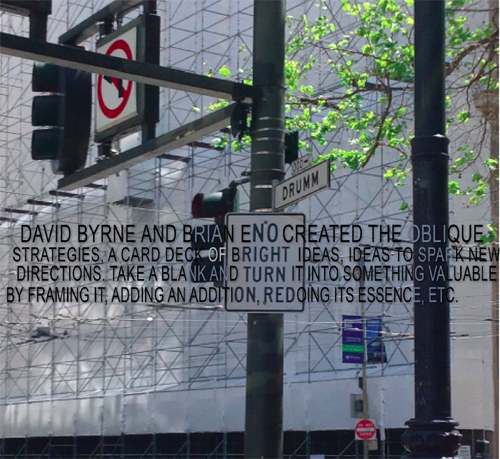 DRUMM
DAVID BYRNE AND BRIAN ENO CREATED THE OBLIQUE
STRATEGIES, A CARD DECK OF BRIGHT IDEAS, IDEAS TO SPARK NEW
DIRECTIONS. TAKE A BLANK AND TURN IT INTO SOMETHING VALUABLE
BY FRAMING IT, ADDING AN ADDITION, REDOING ITS ESSENCE, ETC.